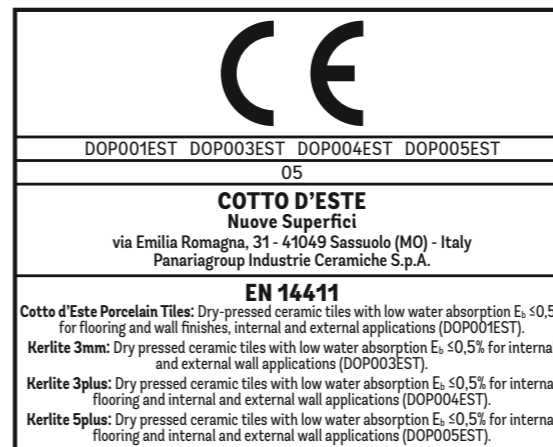 CE
DOP001EST DOP003EST DOP004EST DOP005EST
05
COTTO D'ESTE
Nuove Superfici
via Emilia Romagna, 31 - 41049 Sassuolo (MO) - Italy
Panariagroup Industrie Ceramiche S.p.A.
EN 14411
Cotto d'Este Porcelain Tiles: Dry-pressed ceramic tiles with low water absorption Eb ≤0,5
for flooring and wall finishes, internal and external applications (DOP001EST).
Kerlite 3mm: Dry pressed ceramic tiles with low water absorption Eb ≤0,5% for internal
and external wall applications (DOP003EST).
Kerlite 3plus: Dry pressed ceramic tiles with low water absorption Eb ≤0,5% for interna
flooring and internal and external wall applications (DOP004EST).
Kerlite 5plus: Dry pressed ceramic tiles with low water absorption Eb ≤0,5% for interna
flooring and internal and external wall applications (DOP005EST).